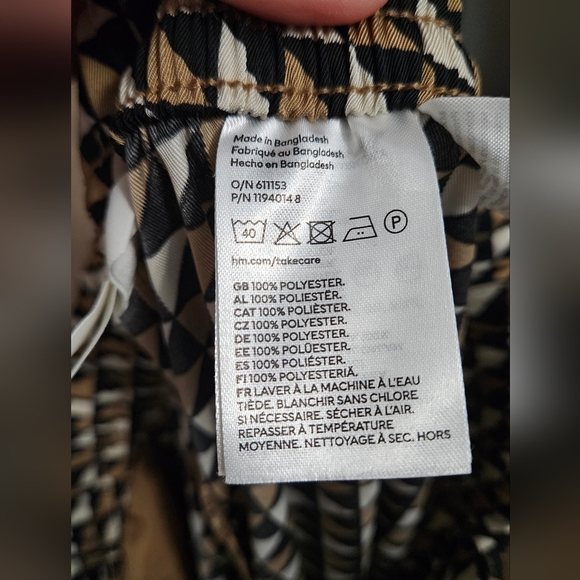 Made in Bangladesh
Fabriqué au Bangladesh
Hecho en Bangladesh
O/N 611153
P/N 1194014 8
40 P
hm.com/takecare
GB 100% POLYESTER.
AL 100% POLIESTËR.
CAT 100% POLIÈSTER.
CZ 100% POLYESTER.
DE 100% POLYESTER.
EE 100% POLÜESTER.
ES 100% POLIÉSTER.
FI 100% POLYESTERIÄ.
FR LAVER À LA MACHINE À L'EAU
TIÈDE. BLANCHIR SANS CHLORE
SI NÉCESSAIRE. SÉCHER À L'AIR.
REPASSER À TEMPÉRATURE
MOYENNE. NETTOYAGE À SEC. HORS